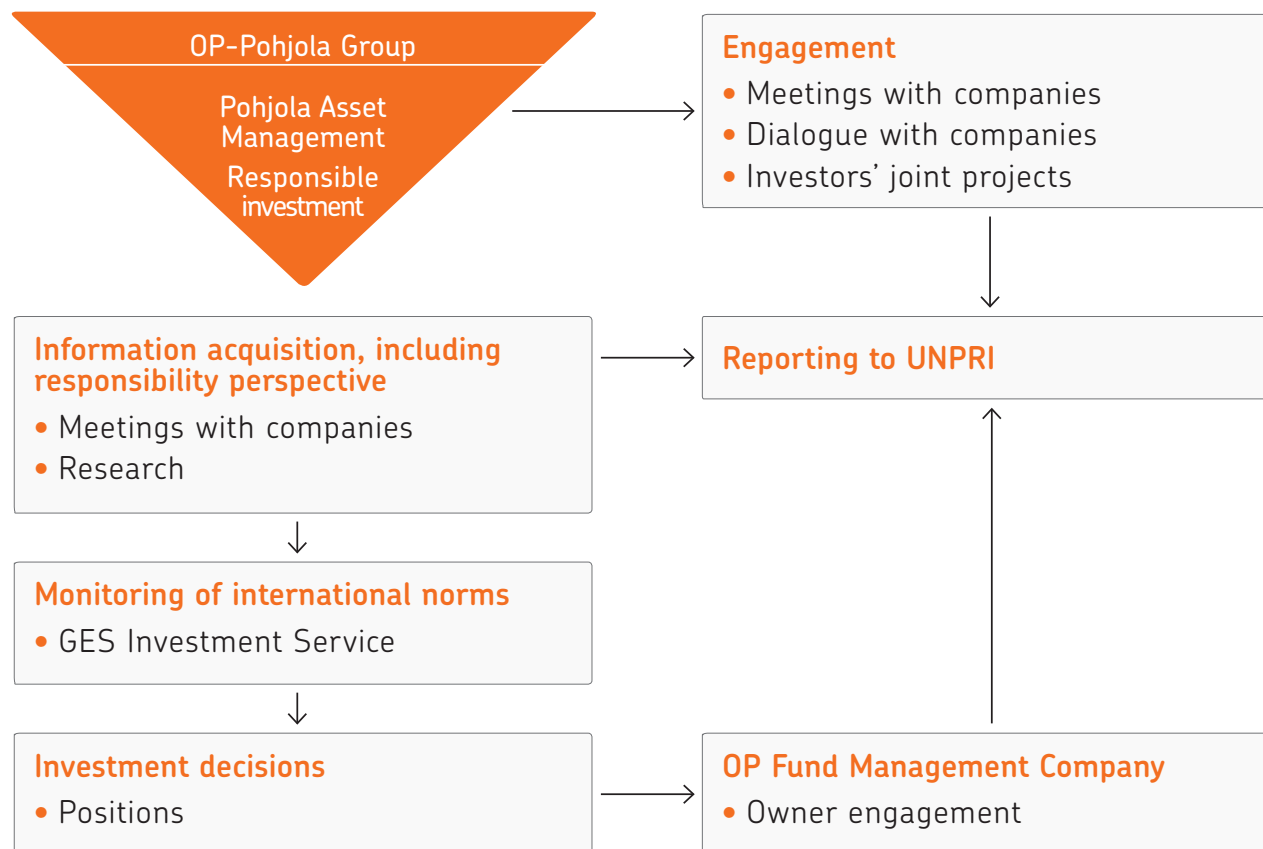 OP-Pohjola Group
Pohjola Asset
Management
Responsible
investment
Engagement
• Meetings with companies
• Dialogue with companies
• Investors’ joint projects
Information acquisition, including
responsibility perspective
• Meetings with companies
• Research
Reporting to UNPRI
Monitoring of international norms
• GES Investment Service
Investment decisions
• Positions
OP Fund Management Company
• Owner engagement